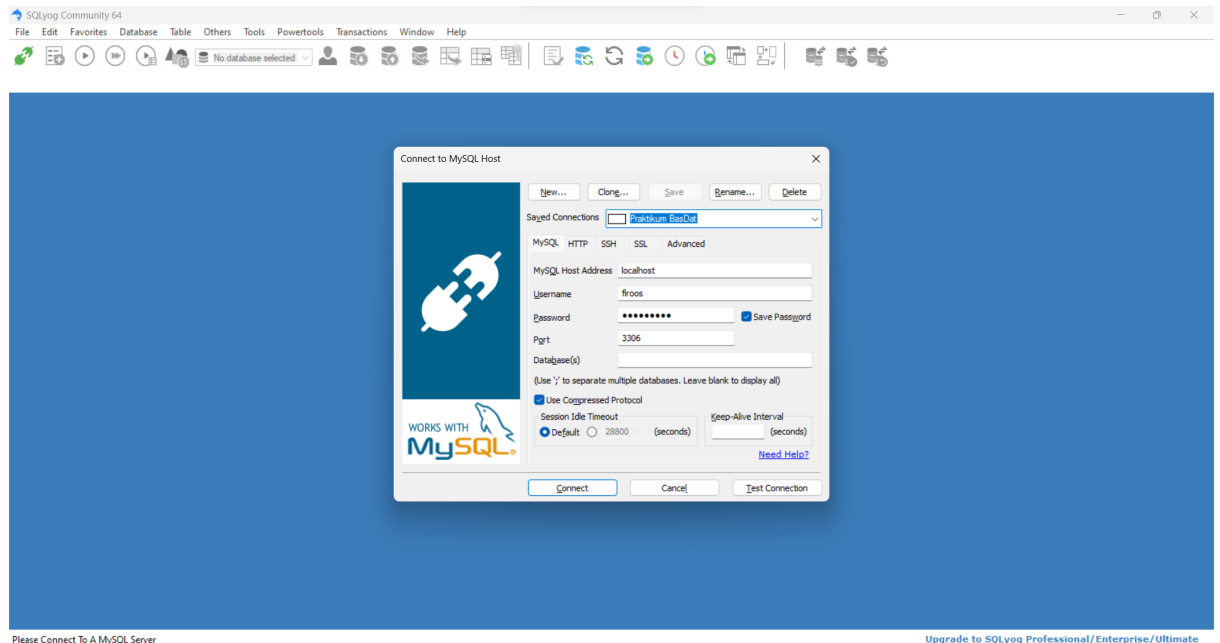 SQLyog Community 64
File Edit Favorites Database Table Others Tools Powertools Transactions Window Help
No database selected
Connect to MySQL Host
New... Clone... Save Rename... Delete
Saved Connections Praktikum BasDat
MySQL HTTP SSH SSL Advanced
MySQL Host Address localhost
Username firoos
Password ••••••••• Save Password
Port 3306
Database(s)
(Use ';' to separate multiple databases. Leave blank to display all)
Use Compressed Protocol
Session Idle Timeout Keep-Alive Interval
Default 28800 (seconds) (seconds)
WORKS WITH
MySQL®
Need Help?
Connect Cancel Test Connection
Please Connect To A MySQL Server Upgrade to SQLyog Professional/Enterprise/Ultimate